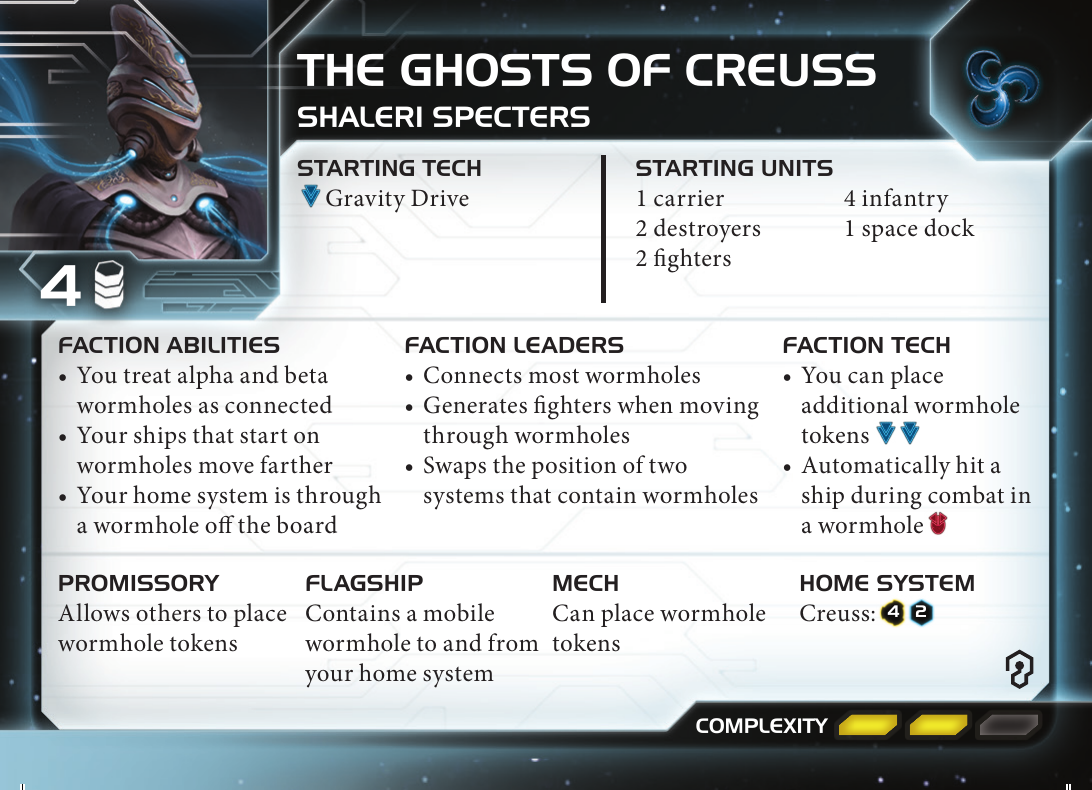 THE GHOSTS OF CREUSS
SHALERI SPECTERS
4
STARTING TECH
Gravity Drive
STARTING UNITS
1 carrier
2 destroyers
2 fighters
4 infantry
1 space dock
FACTION ABILITIES
• You treat alpha and beta
wormholes as connected
• Your ships that start on
wormholes move farther
• Your home system is through
a wormhole off the board
FACTION LEADERS
• Connects most wormholes
• Generates fighters when moving
through wormholes
• Swaps the position of two
systems that contain wormholes
FACTION TECH
• You can place
additional wormhole
tokens
• Automatically hit a
ship during combat in
a wormhole
PROMISSORY
Allows others to place
wormhole tokens
FLAGSHIP
Contains a mobile
wormhole to and from
your home system
MECH
Can place wormhole
tokens
HOME SYSTEM
Creuss: 4 2
COMPLEXITY